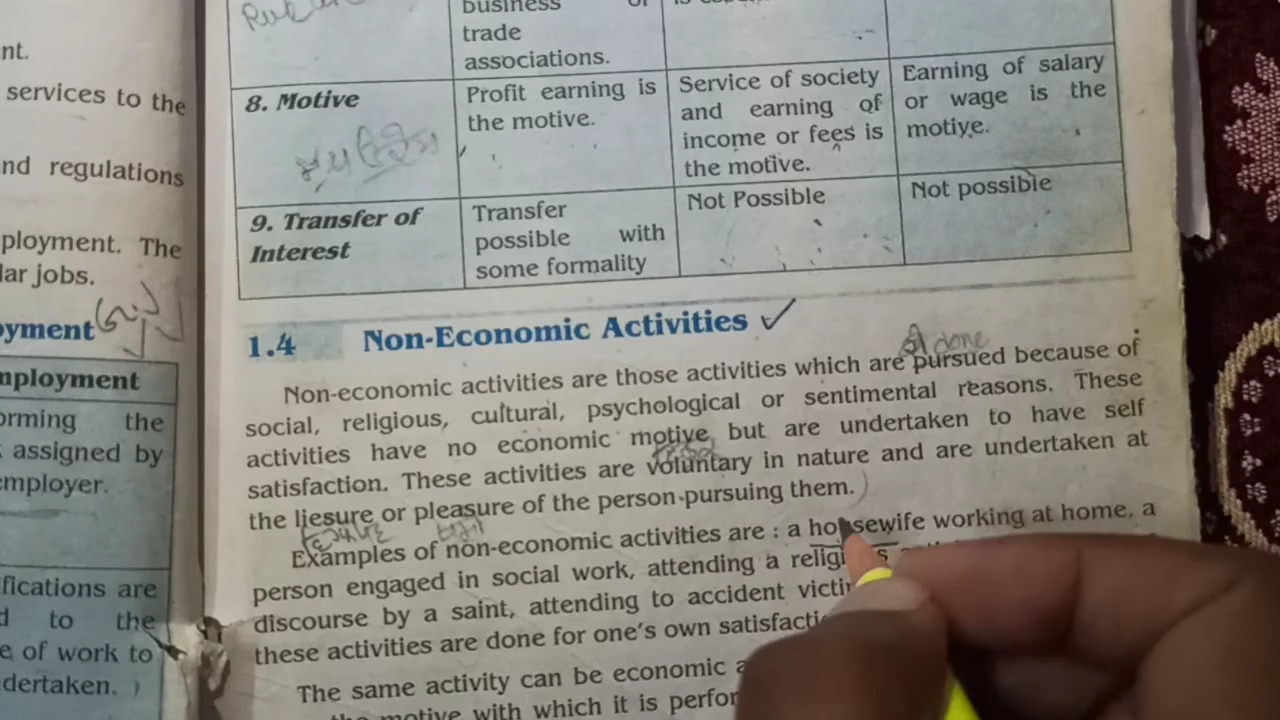 nt.
services to the
nd regulations
ployment. The
lar jobs.
oyment
mployment
orming the
assigned by
employer.
fications are
d to the
e of work to
dertaken.
business or
trade
associations.
8. Motive
Profit earning is
the motive.
Service of society
and earning of
income or fees is
the motive.
Earning of salary
or wage is the
motive.
9. Transfer of
Interest
Transfer
possible with
some formality
Not Possible
Not possible
1.4 Non-Economic Activities
done
Non-economic activities are those activities which are pursued because of
social, religious, cultural, psychological or sentimental reasons. These
activities have no economic motive but are undertaken to have self
satisfaction. These activities are voluntary in nature and are undertaken at
the liesure or pleasure of the person pursuing them.
Examples of non-economic activities are : a housewife working at home, a
person engaged in social work, attending a
discourse by a saint, attending to accident
these activities are done for one's own
The same activity can be economic
motive with which it is